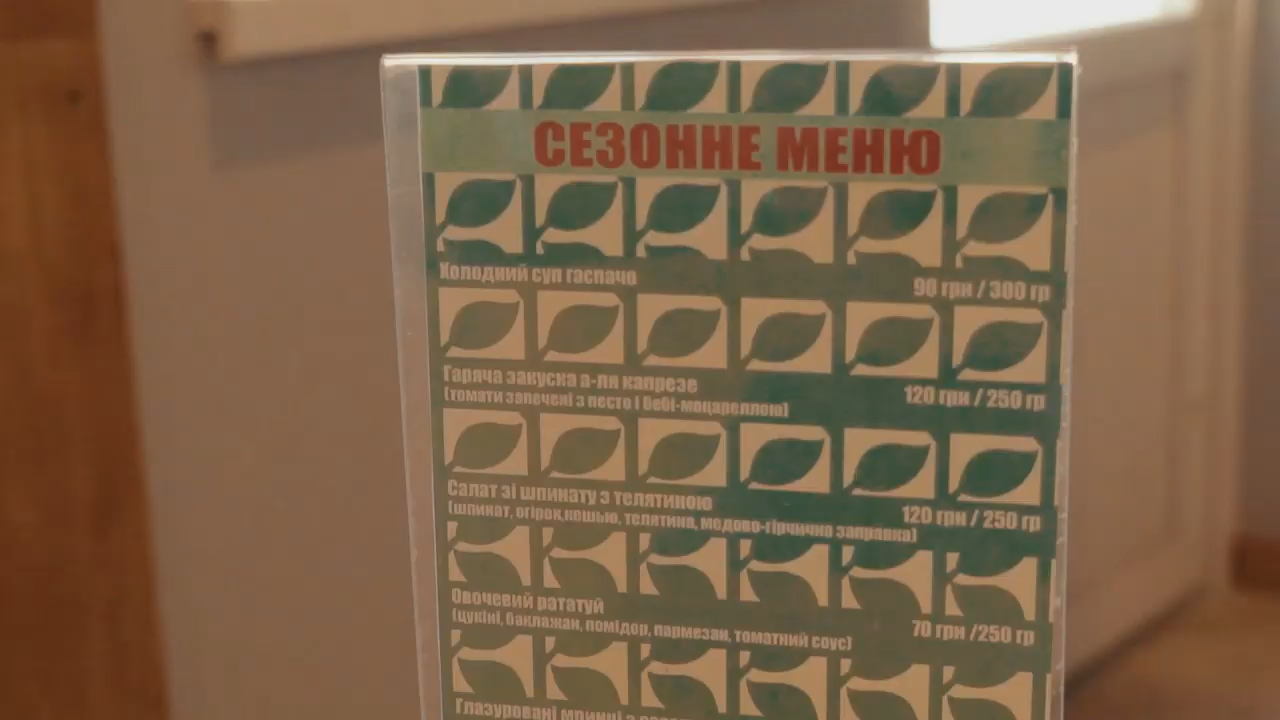 СЕЗОННЕ МЕНЮ
Холодний суп гаспачо
90 грн / 300 гр
Гаряча закуска а-ля капрезе
120 грн / 250 гр
(томати запечені з песто і бебі-моцареллою)
Салат зі шпинату з телятиною
120 грн / 250 гр
(шпинат, огірок,кешью, телятина, медово-гірчична заправка)
Овочевий рататуй
70 грн /250 гр
(цукіні, баклажан, помідор, пармезан, томатний соус)
Глазуровані